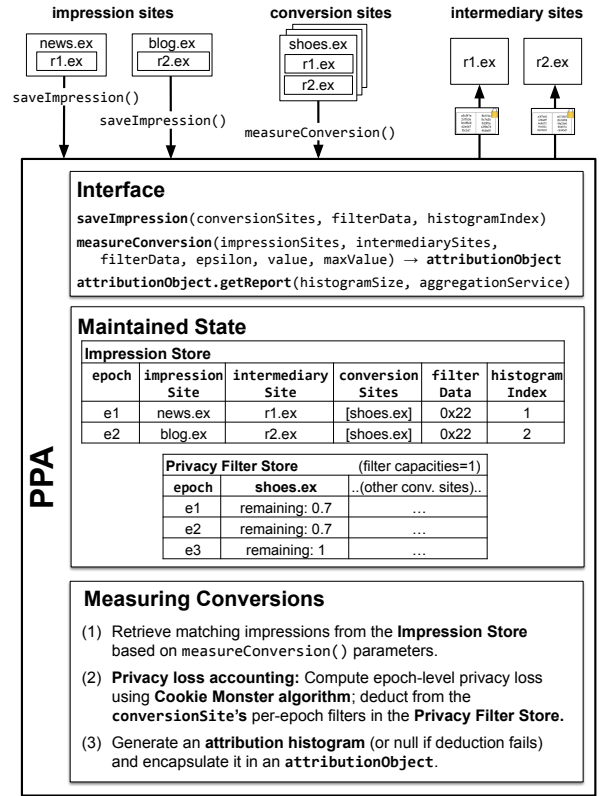 impression sites
conversion sites
intermediary sites
news.ex
r1.ex
blog.ex
r2.ex
shoes.ex
r1.ex
r2.ex
r1.ex
r2.ex
saveImpression()
saveImpression()
measureConversion()
PPA
Interface
saveImpression(conversionSites, filterData, histogramIndex)
measureConversion(impressionSites, intermediarySites,
filterData, epsilon, value, maxValue) → attributionObject
attributionObject.getReport(histogramSize, aggregationService)
Maintained State
Impression Store
epoch impression Site intermediary Site conversion Sites filter Data histogram Index
e1 news.ex r1.ex [shoes.ex] 0x22 1
e2 blog.ex r2.ex [shoes.ex] 0x22 2
Privacy Filter Store (filter capacities=1)
epoch shoes.ex ..(other conv. sites)..
e1 remaining: 0.7 ...
e2 remaining: 0.7 ...
e3 remaining: 1 ...
Measuring Conversions
(1) Retrieve matching impressions from the Impression Store
based on measureConversion() parameters.
(2) Privacy loss accounting: Compute epoch-level privacy loss
using Cookie Monster algorithm; deduct from the
conversionSite's per-epoch filters in the Privacy Filter Store.
(3) Generate an attribution histogram (or null if deduction fails)
and encapsulate it in an attributionObject.